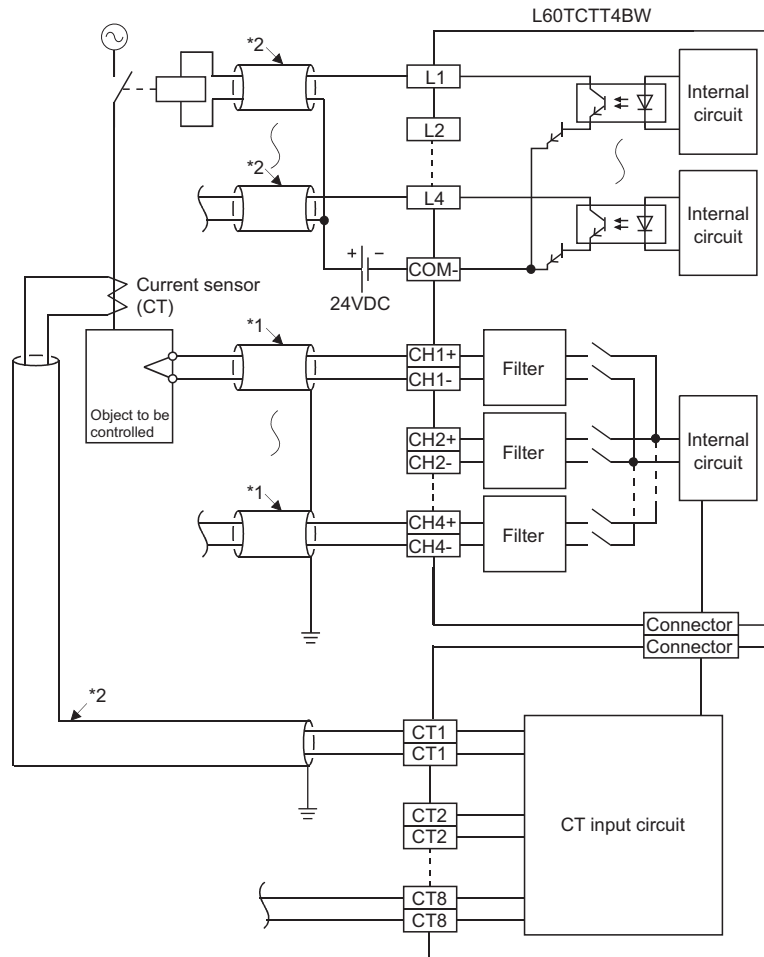 L60TCTT4BW
*2
L1
Internal
circuit
L2
*2
L4
Internal
circuit
+ −
COM-
24VDC
Current sensor
(CT)
*1
CH1+
CH1-
Filter
Object to be
controlled
CH2+
CH2-
Filter
Internal
circuit
*1
CH4+
CH4-
Filter
Connector
Connector
*2
CT1
CT1
CT2
CT2
CT input circuit
CT8
CT8